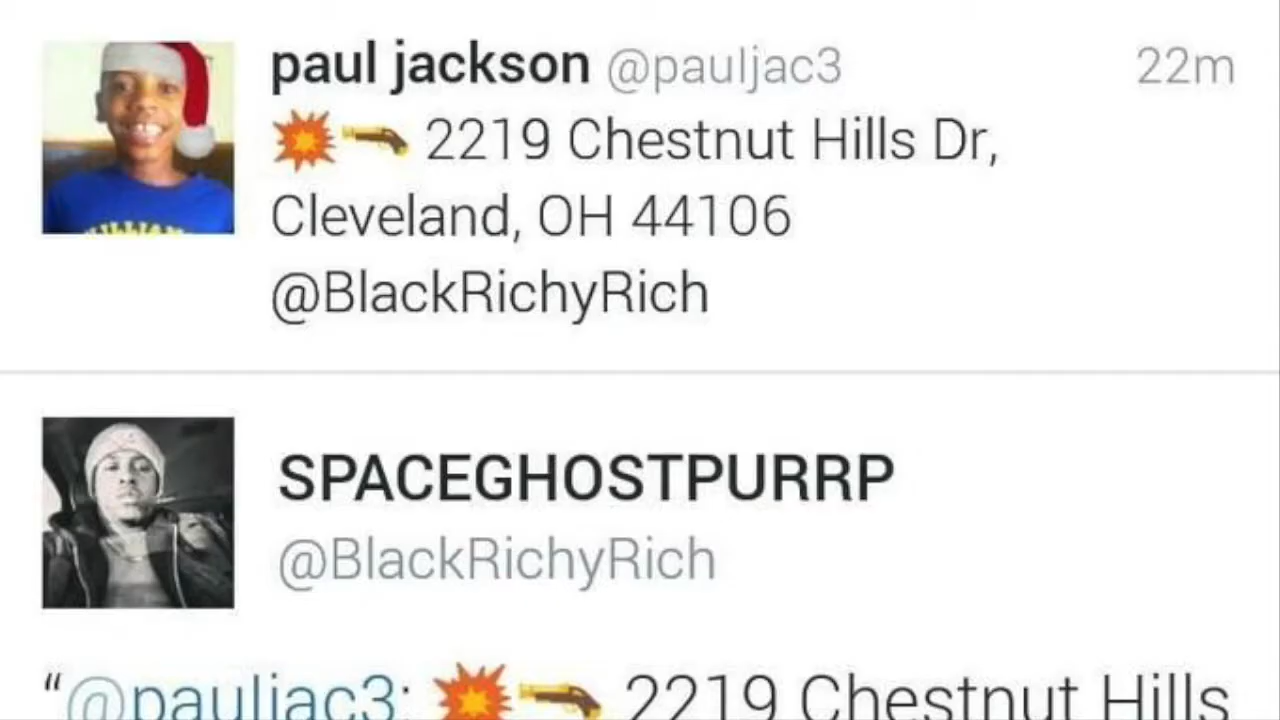 paul jackson @pauljac3 22m
💥🔫 2219 Chestnut Hills Dr,
Cleveland, OH 44106
@BlackRichyRich
SPACEGHOSTPURRP
@BlackRichyRich
“@pauljac3: 💥🔫 2219 Chestnut Hills